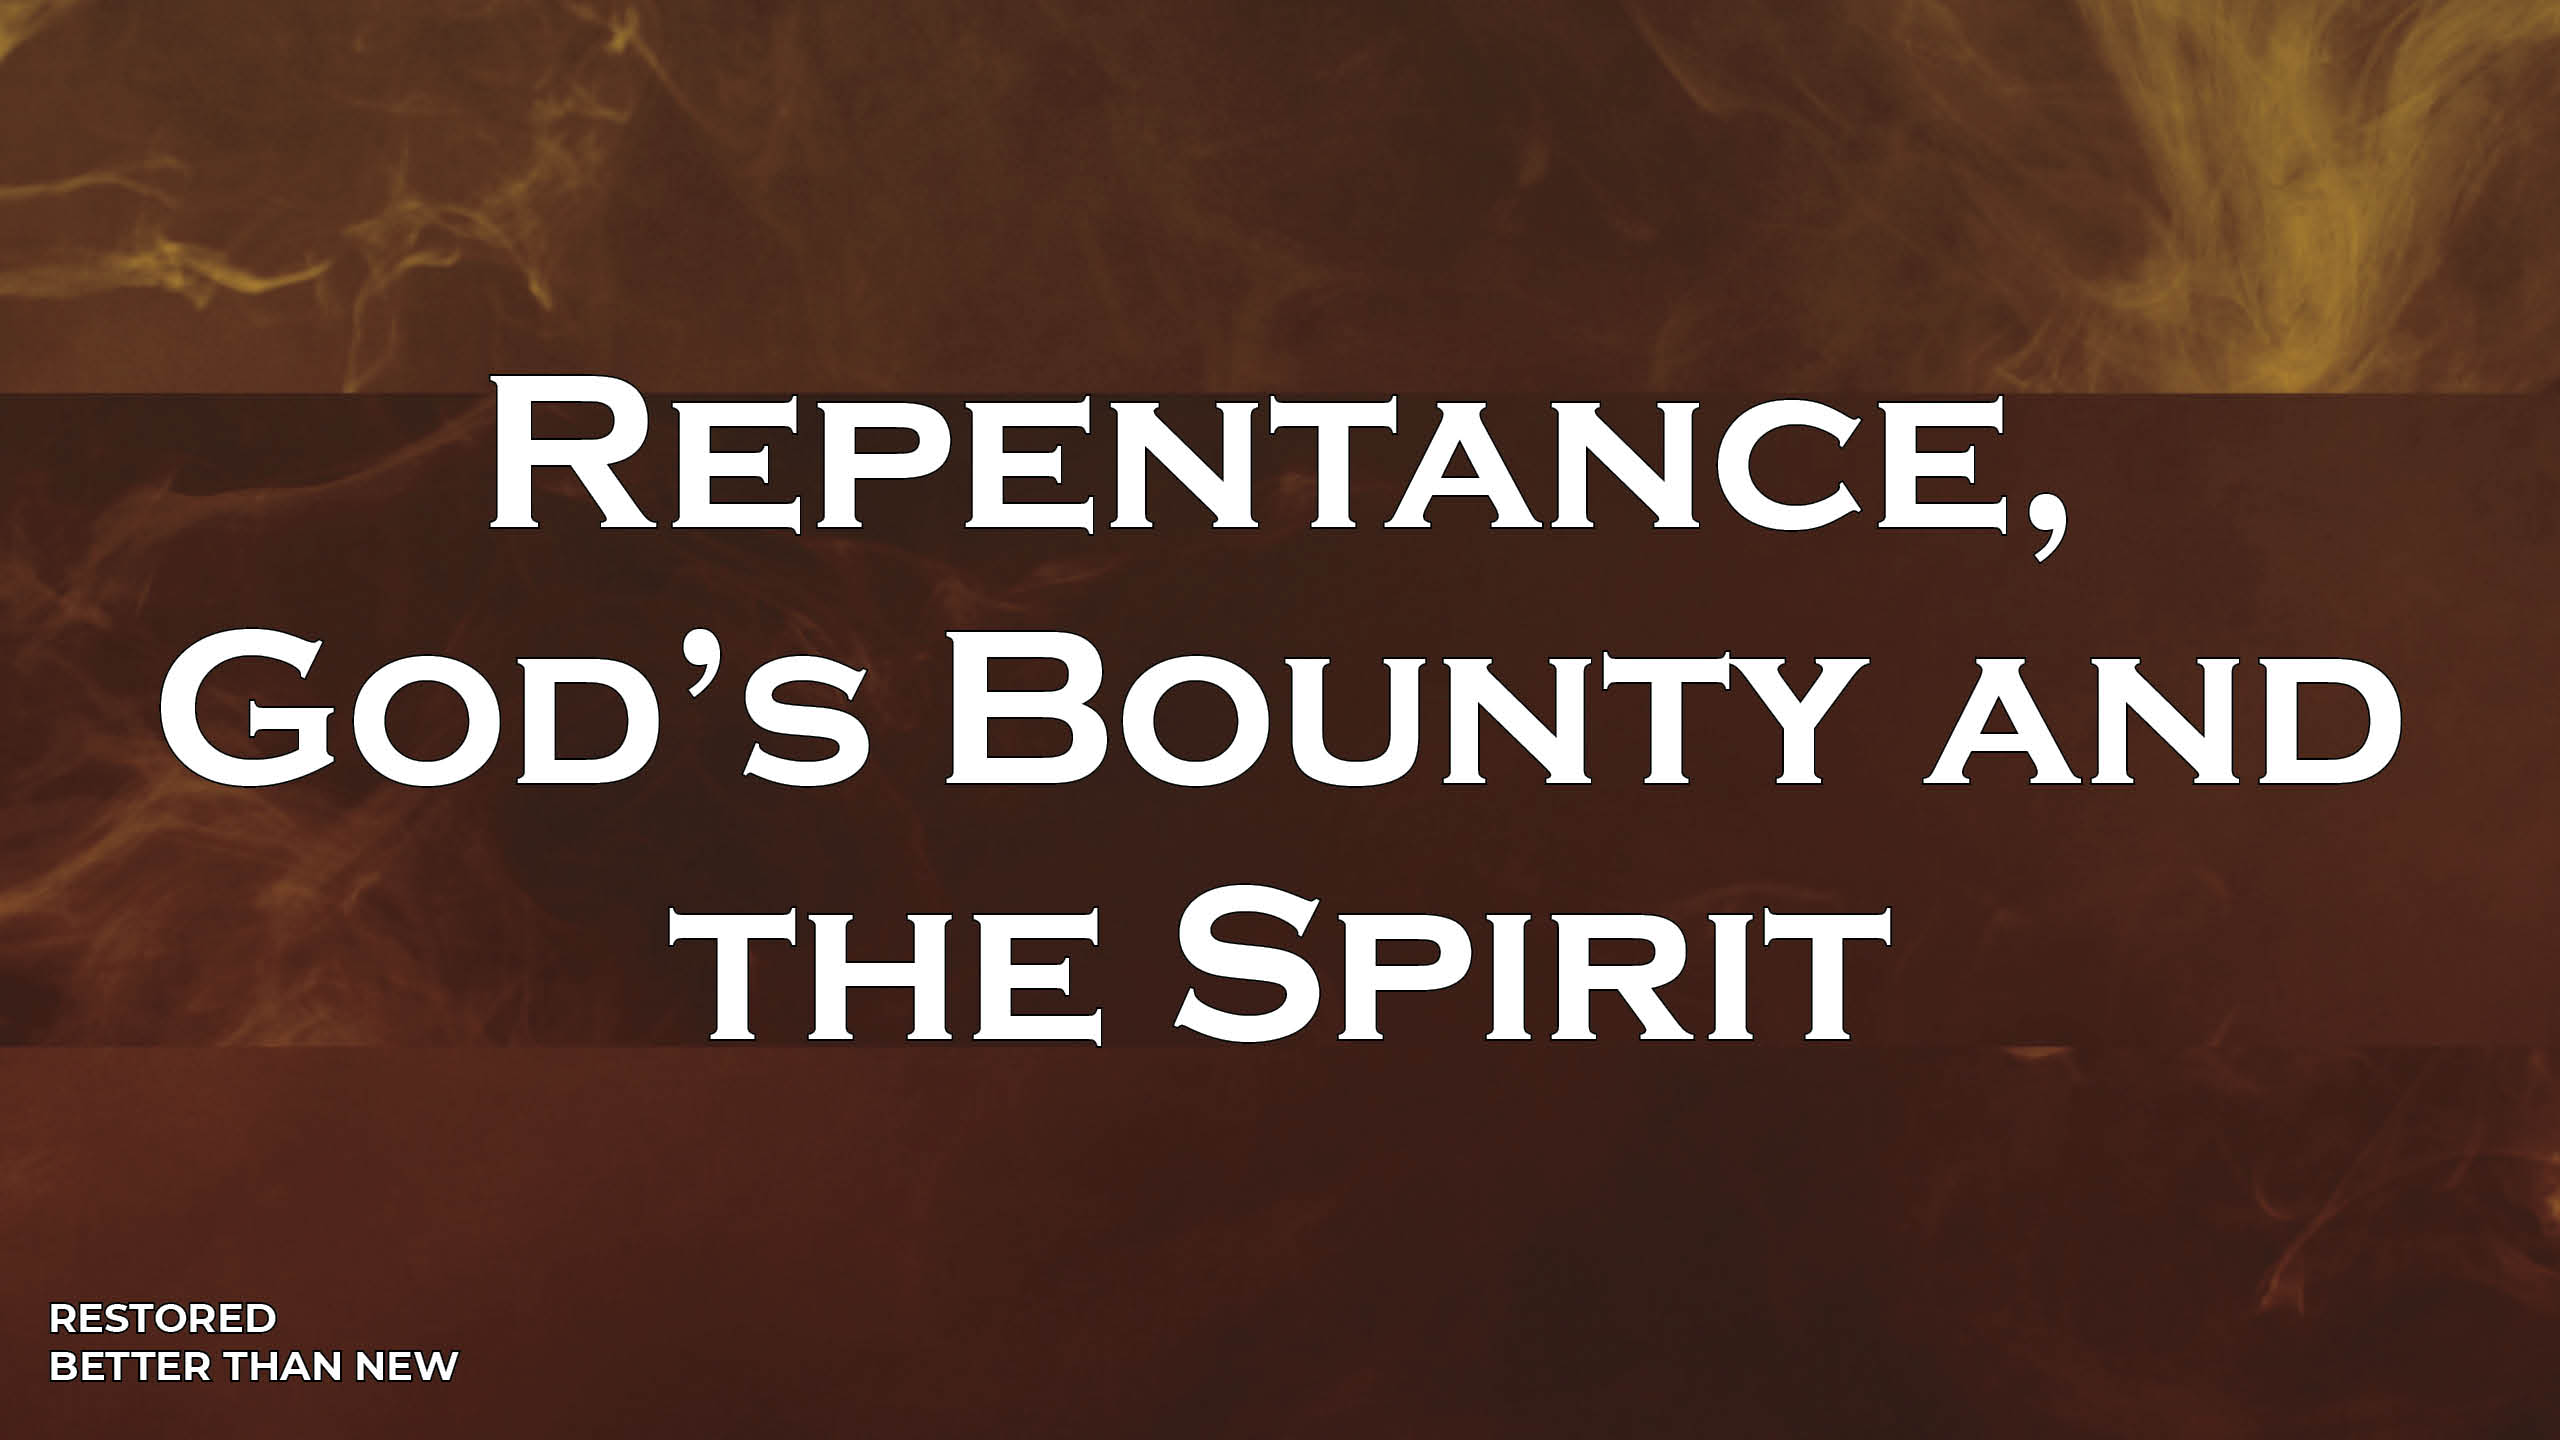 Repentance,
God’s Bounty and
the Spirit
RESTORED
BETTER THAN NEW